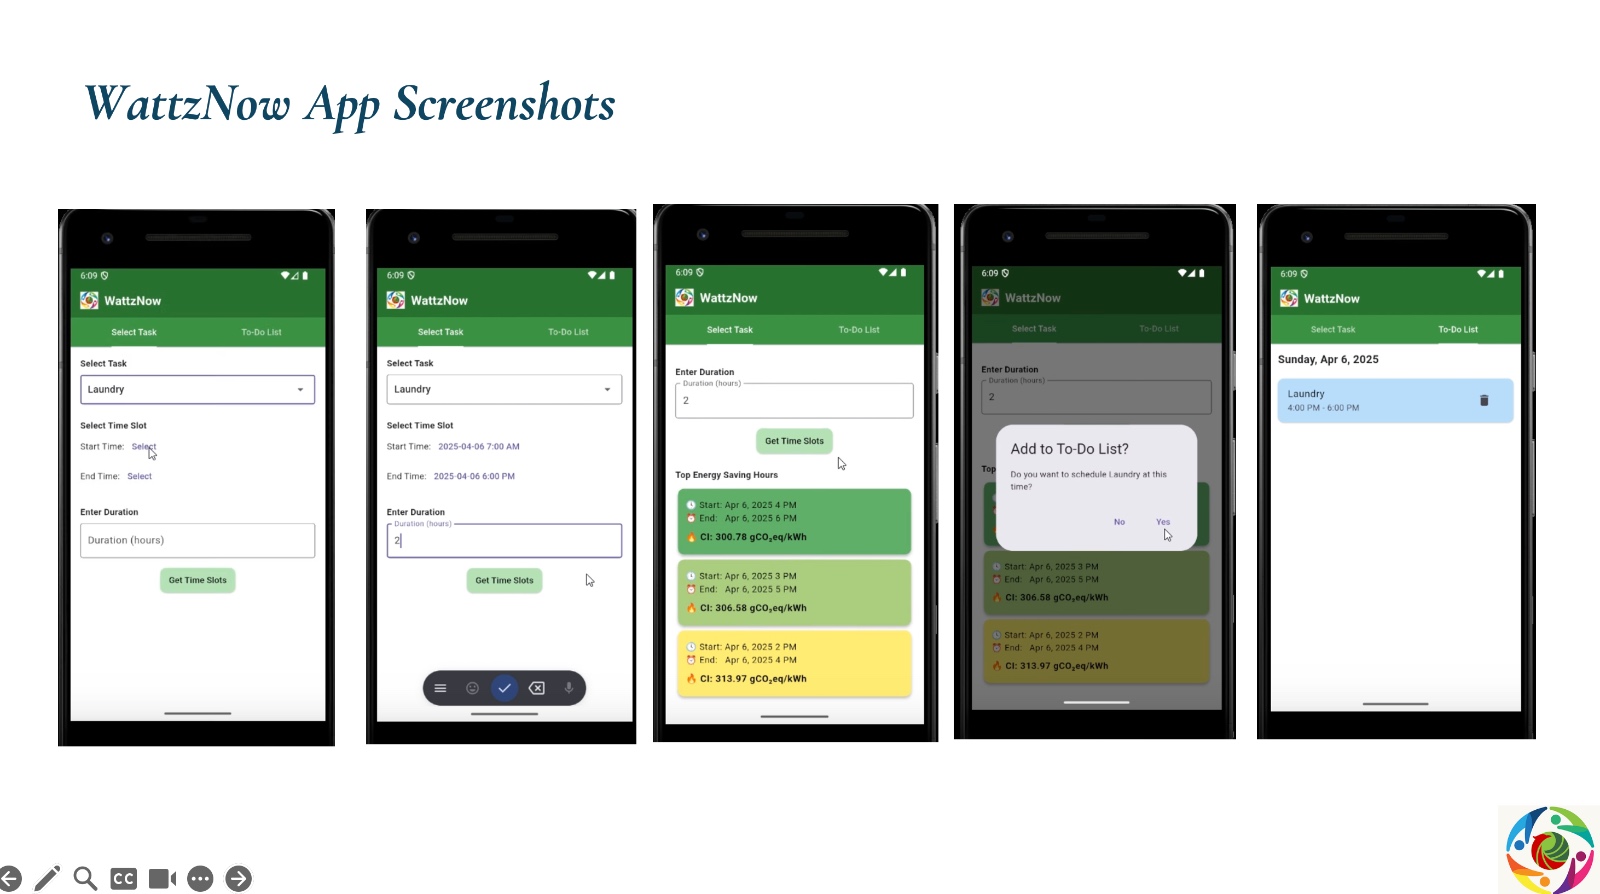 WattzNow App Screenshots
6:09
WattzNow
Select Task To-Do List
Select Task
Laundry
Select Time Slot
Start Time: Select
End Time: Select
Enter Duration
Duration (hours)
Get Time Slots
6:09
WattzNow
Select Task To-Do List
Select Task
Laundry
Select Time Slot
Start Time: 2025-04-06 7:00 AM
End Time: 2025-04-06 6:00 PM
Enter Duration
Duration (hours)
2
Get Time Slots
6:09
WattzNow
Select Task To-Do List
Enter Duration
Duration (hours)
2
Get Time Slots
Top Energy Saving Hours
Start: Apr 6, 2025 4 PM
End: Apr 6, 2025 6 PM
CI: 300.78 gCO₂eq/kWh
Start: Apr 6, 2025 3 PM
End: Apr 6, 2025 5 PM
CI: 306.58 gCO₂eq/kWh
Start: Apr 6, 2025 2 PM
End: Apr 6, 2025 4 PM
CI: 313.97 gCO₂eq/kWh
6:09
WattzNow
Select Task To-Do List
Enter Duration
Duration (hours)
2
Add to To-Do List?
Do you want to schedule Laundry at this
time?
No Yes
Top
Start: Apr 6, 2025 3 PM
End: Apr 6, 2025 5 PM
CI: 306.58 gCO₂eq/kWh
Start: Apr 6, 2025 2 PM
End: Apr 6, 2025 4 PM
CI: 313.97 gCO₂eq/kWh
6:09
WattzNow
Select Task To-Do List
Sunday, Apr 6, 2025
Laundry
4:00 PM - 6:00 PM
CC